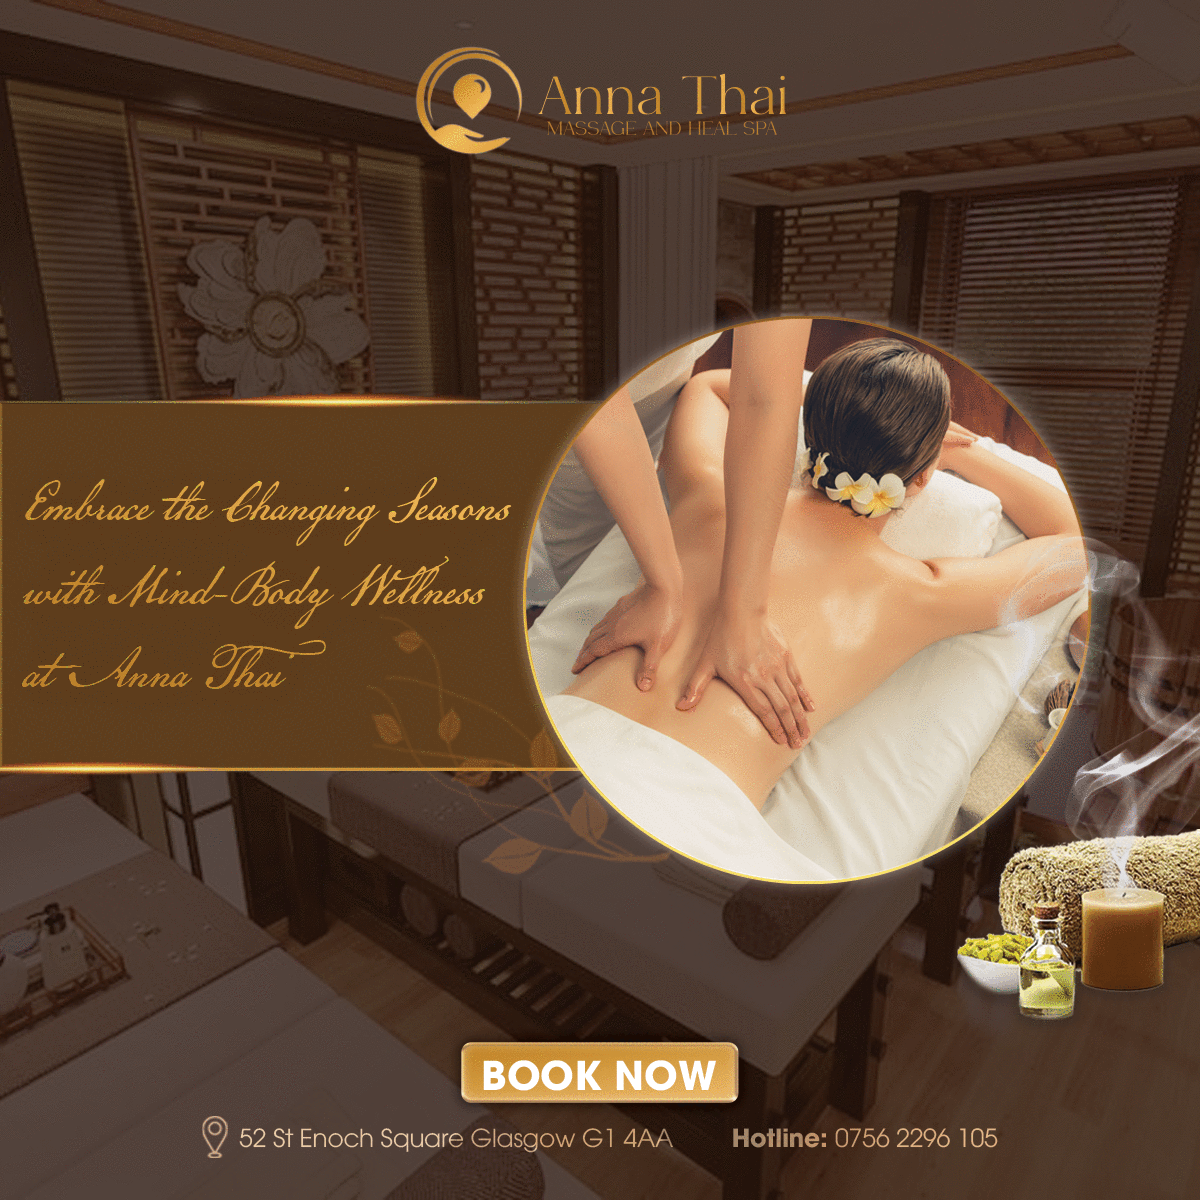 Anna Thai
MASSAGE AND HEAL SPA
Embrace the Changing Seasons
with Mind-Body Wellness
at Anna Thai
BOOK NOW
52 St Enoch Square Glasgow G1 4AA
Hotline: 0756 2296 105